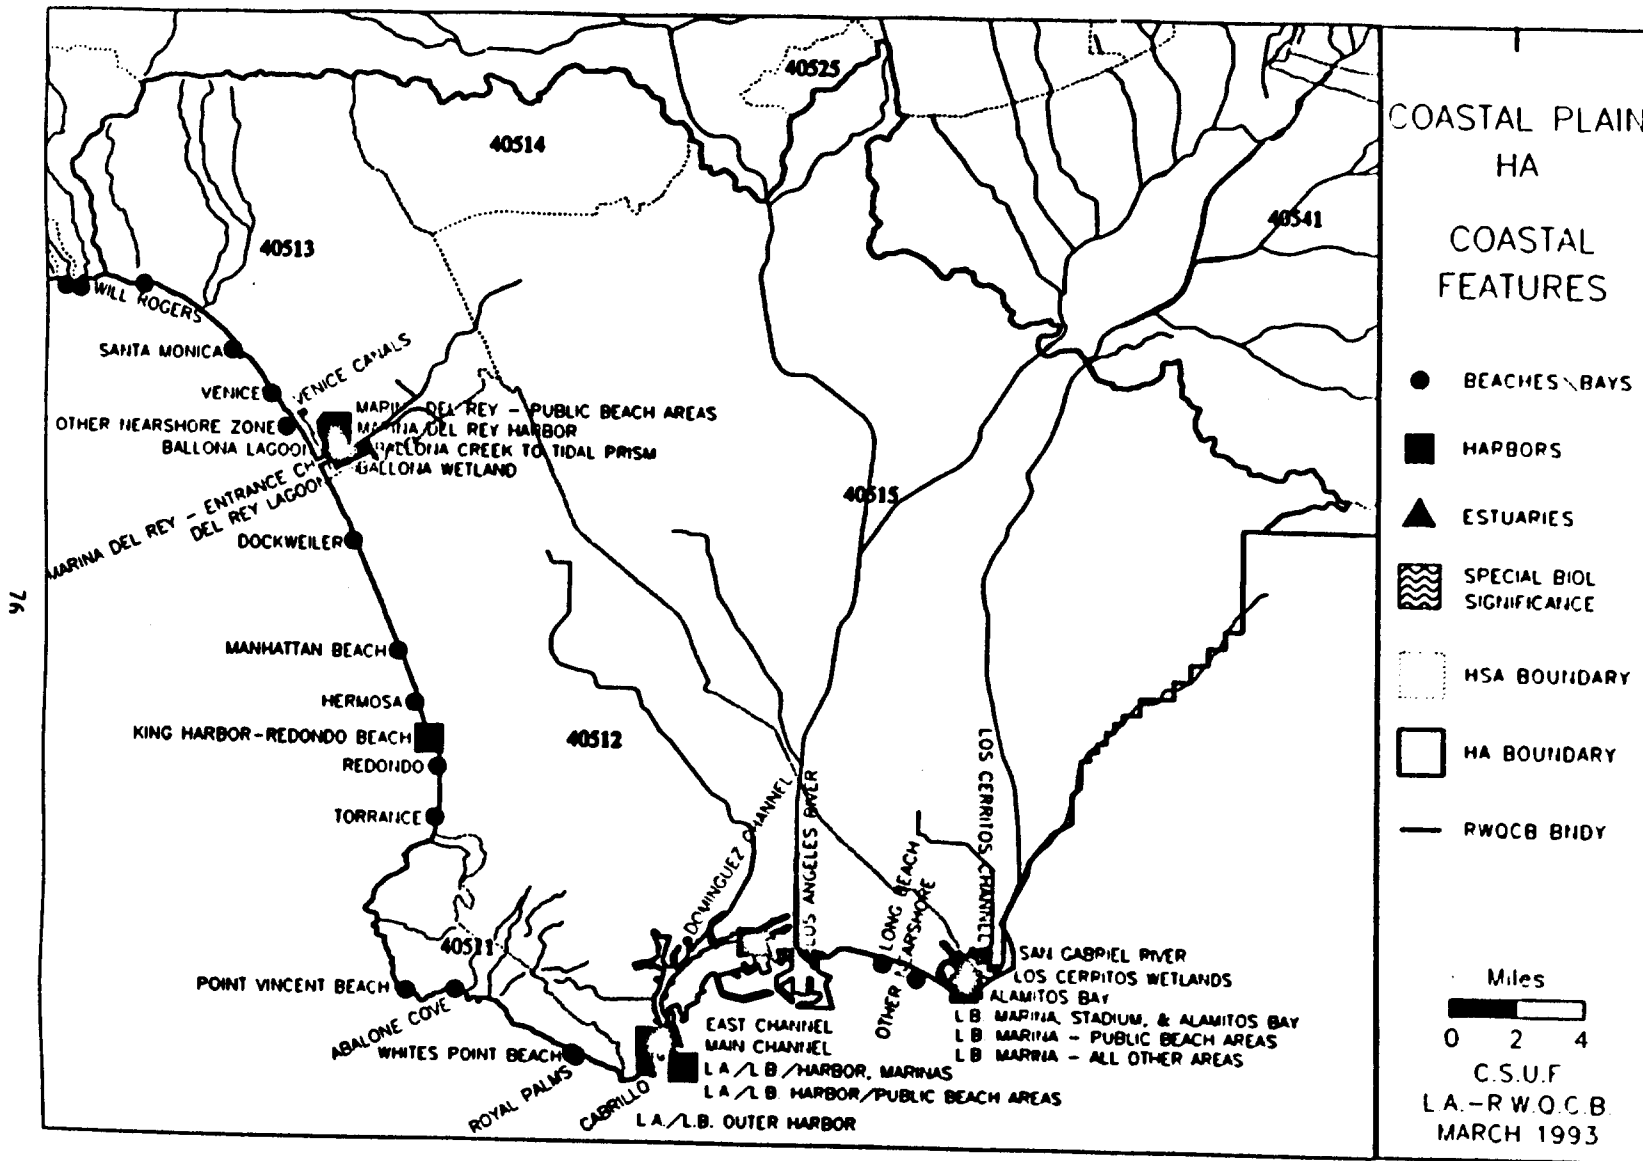 COASTAL PLAIN
HA
COASTAL
FEATURES
BEACHES\BAYS
HARBORS
ESTUARIES
SPECIAL BIOL
SIGNIFICANCE
HSA BOUNDARY
HA BOUNDARY
RWQCB BNDY
Miles
0 2 4
C.S.U.F
L.A.-R.W.Q.C.B.
MARCH 1993
40525
40514
40541
40513
WILL ROGERS
SANTA MONICA
VENICE CANALS
VENICE
MARINA DEL REY - PUBLIC BEACH AREAS
OTHER NEARSHORE ZONE
MARINA DEL REY HARBOR
BALLONA LAGOON
BALLONA CREEK TO TIDAL PRISM
BALLONA WETLAND
MARINA DEL REY - ENTRANCE CH
DEL REY LAGOON
40515
DOCKWEILER
MANHATTAN BEACH
HERMOSA
KING HARBOR-REDONDO BEACH
40512
REDONDO
TORRANCE
DOMINGUEZ CHANNEL
LOS ANGELES RIVER
LOS CERRITOS CHANNEL
LONG BEACH
OTHER NEARSHORE
40511
SAN GABRIEL RIVER
LOS CERRITOS WETLANDS
ALAMITOS BAY
L.B. MARINA, STADIUM, & ALAMITOS BAY
L.B. MARINA - PUBLIC BEACH AREAS
L.B. MARINA - ALL OTHER AREAS
POINT VINCENT BEACH
ABALONE COVE
WHITES POINT BEACH
ROYAL PALMS
CABRILLO
EAST CHANNEL
MAIN CHANNEL
L.A./L.B./HARBOR, MARINAS
L.A./L.B. HARBOR/PUBLIC BEACH AREAS
L.A./L.B. OUTER HARBOR
76